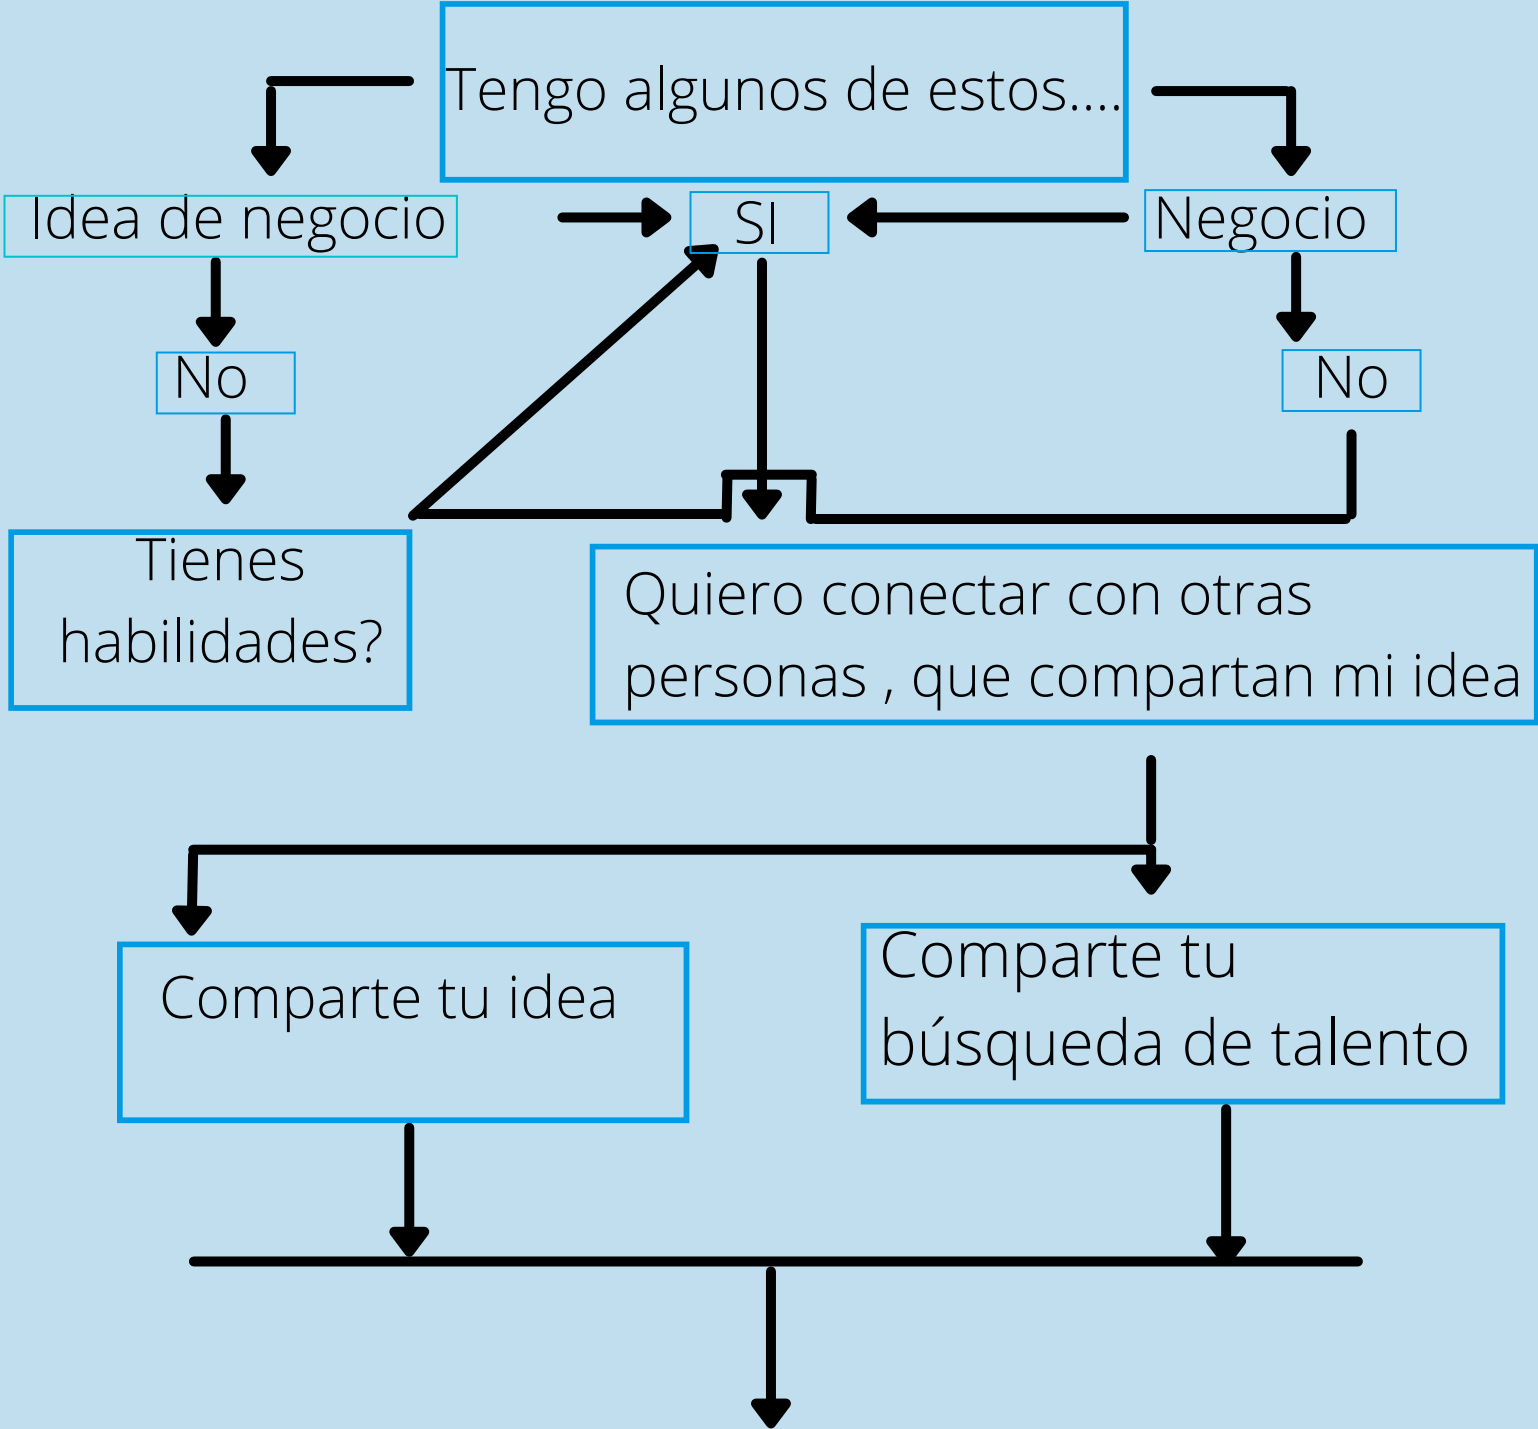 Tengo algunos de estos....
Idea de negocio
SI
Negocio
No
No
Tienes
habilidades?
Quiero conectar con otras
personas , que compartan mi idea
Comparte tu idea
Comparte tu
búsqueda de talento